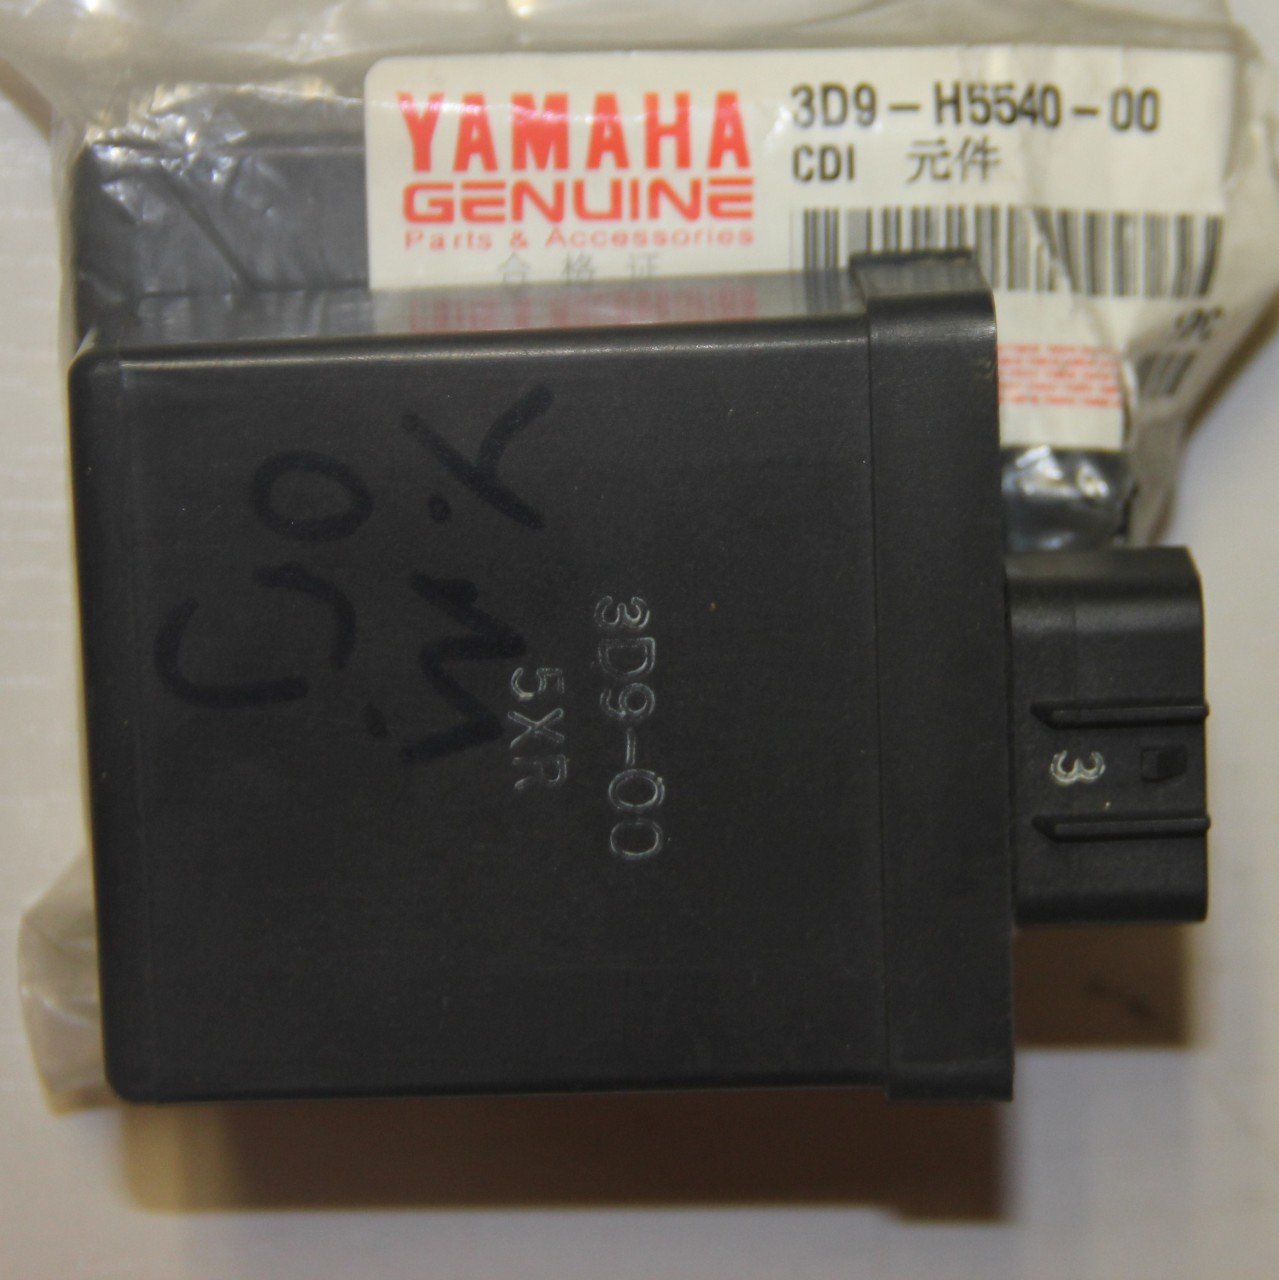 YAMAHA
GENUINE
Parts & Accessories
合格证
3D9-H5540-00
CDI 元件
3D9-00
5XR
3